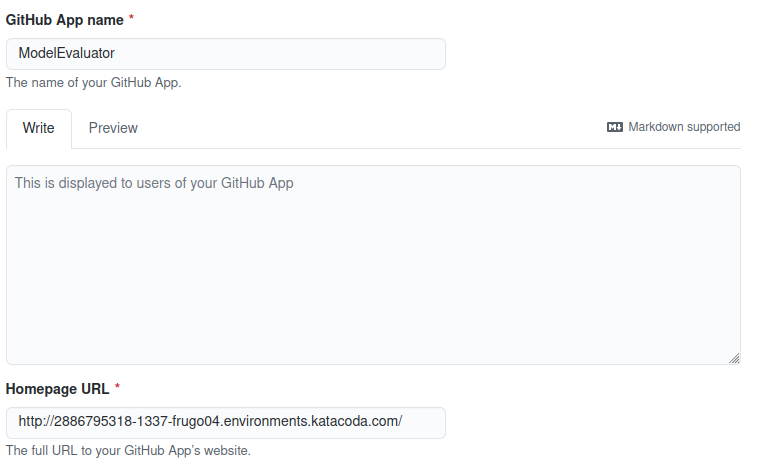 GitHub App name *
ModelEvaluator
The name of your GitHub App.
Write Preview Markdown supported
This is displayed to users of your GitHub App
Homepage URL *
http://2886795318-1337-frugo04.environments.katacoda.com/
The full URL to your GitHub App's website.